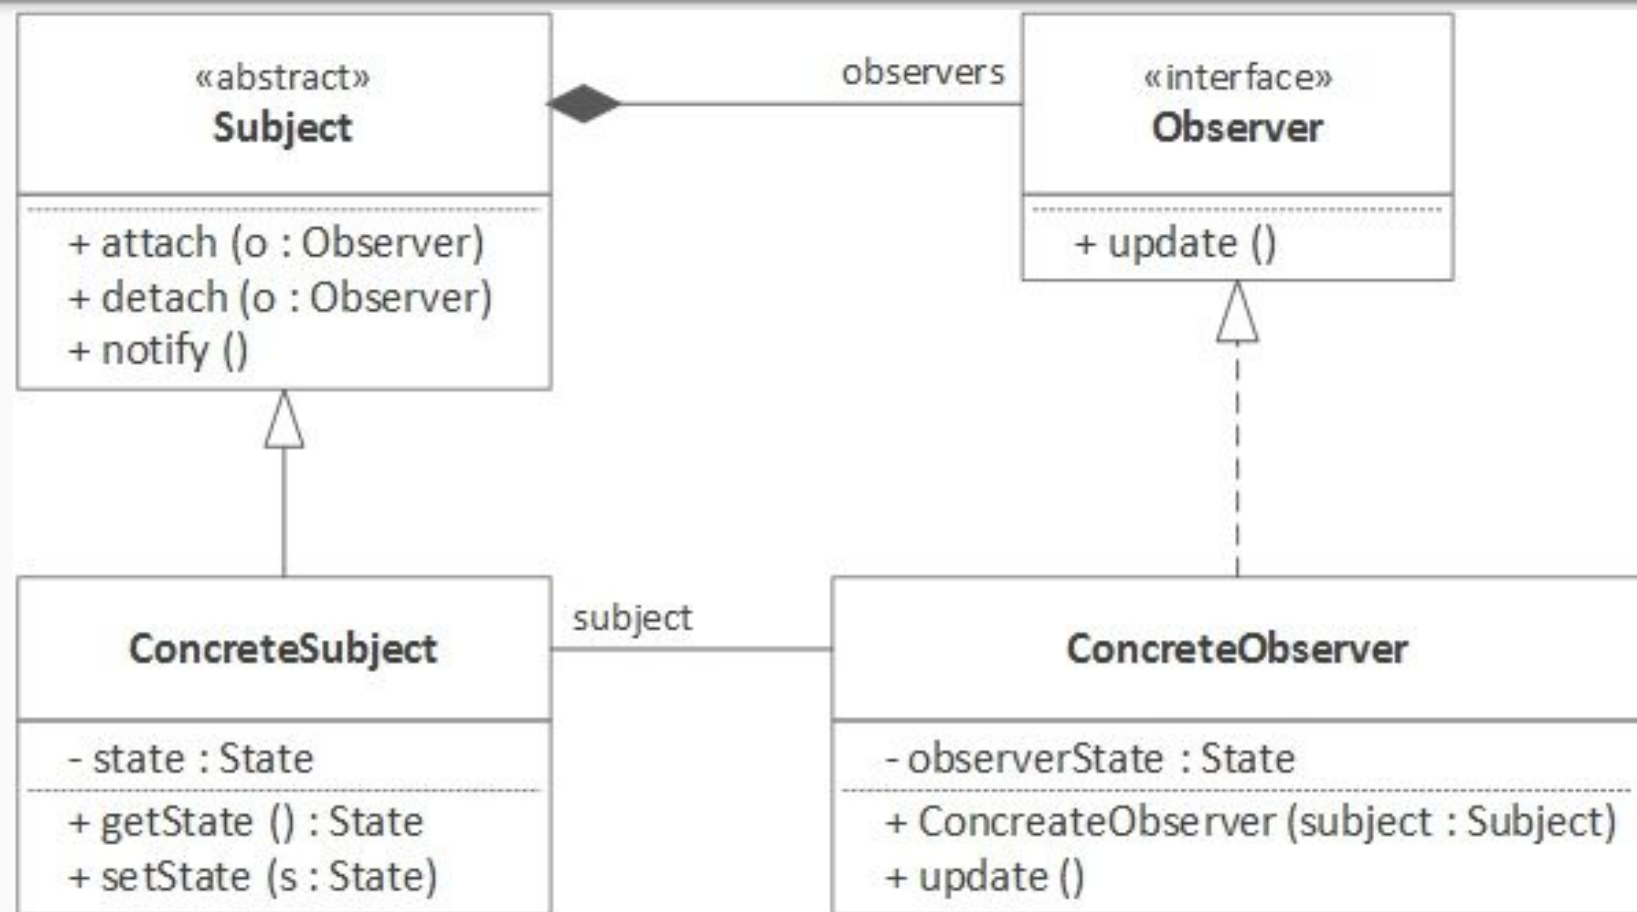 «abstract»
Subject
+ attach (o : Observer)
+ detach (o : Observer)
+ notify ()
observers
«interface»
Observer
+ update ()
ConcreteSubject
- state : State
+ getState () : State
+ setState (s : State)
subject
ConcreteObserver
- observerState : State
+ ConcreateObserver (subject : Subject)
+ update ()